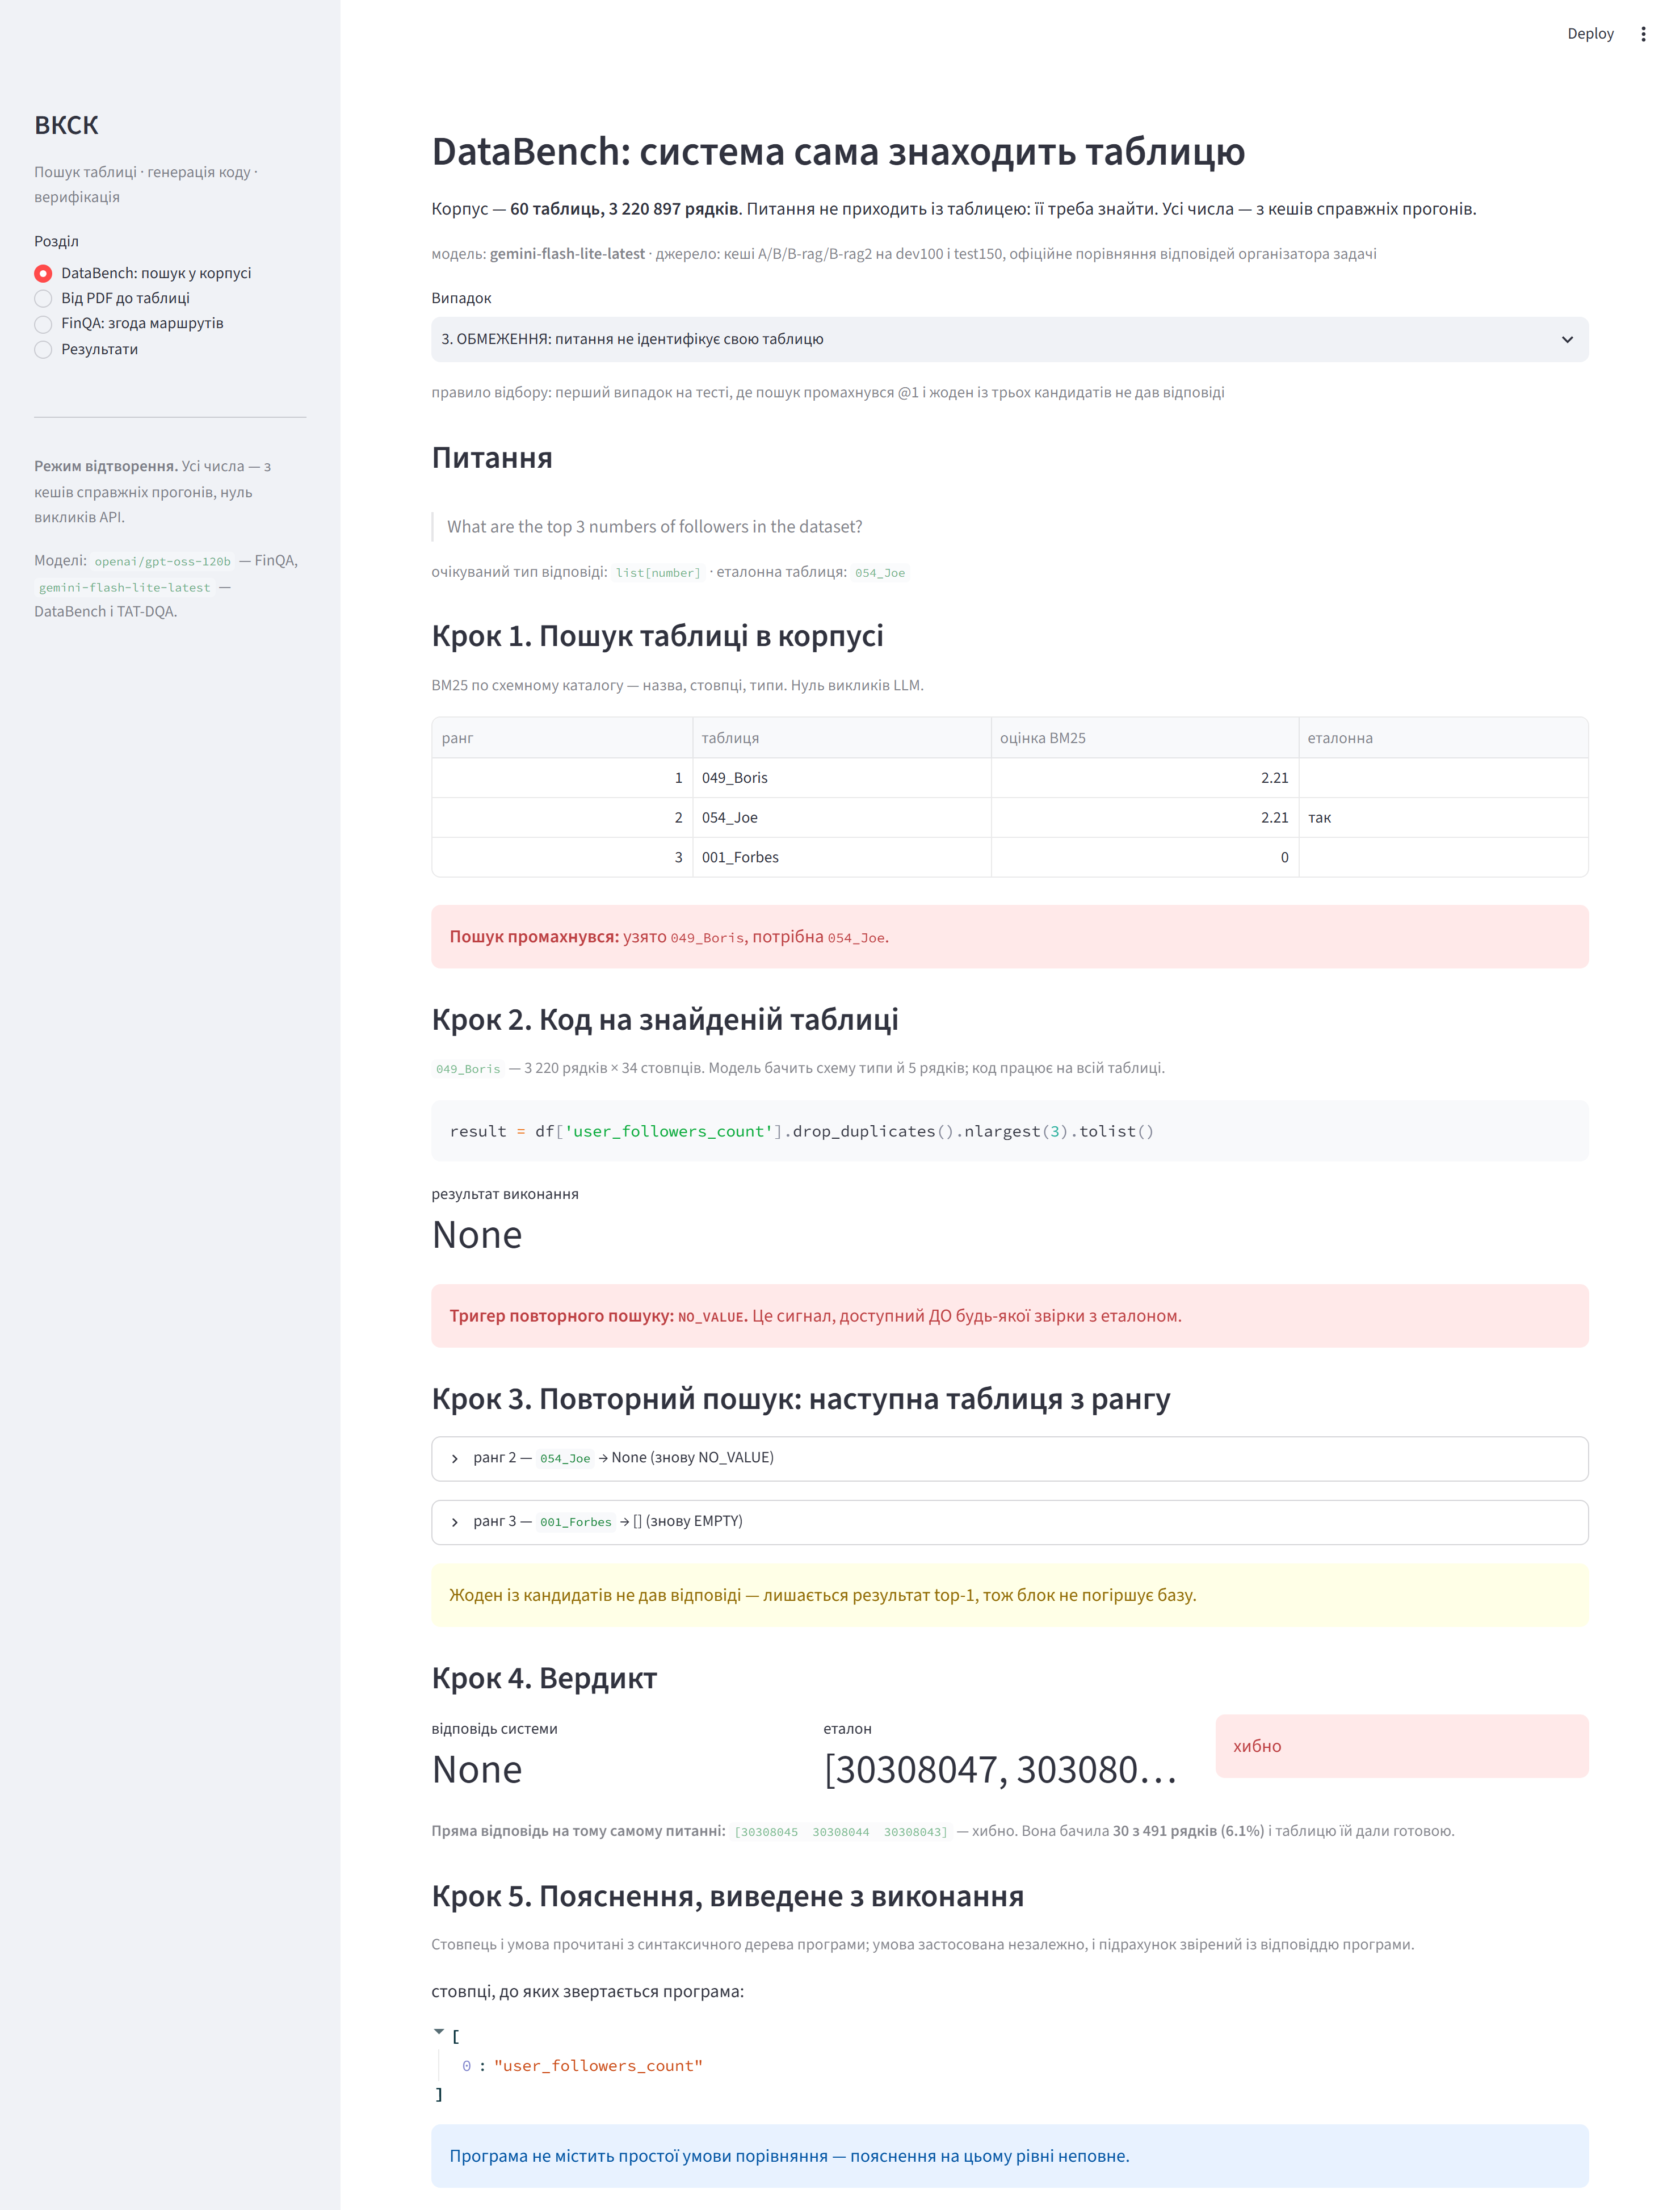 Deploy
ВКСК
Пошук таблиці · генерація коду ·
верифікація
Розділ
DataBench: пошук у корпусі
Від PDF до таблиці
FinQA: згода маршрутів
Результати
Режим відтворення. Усі числа — з
кешів справжніх прогонів, нуль
викликів API.
Моделі: openai/gpt-oss-120b — FinQA,
gemini-flash-lite-latest —
DataBench і TAT-DQA.
DataBench: система сама знаходить таблицю
Корпус — 60 таблиць, 3 220 897 рядків. Питання не приходить із таблицею: її треба знайти. Усі числа — з кешів справжніх прогонів.
модель: gemini-flash-lite-latest · джерело: кеші A/B/B-rag/B-rag2 на dev100 і test150, офіційне порівняння відповідей організатора задачі
Випадок
3. ОБМЕЖЕННЯ: питання не ідентифікує свою таблицю
правило відбору: перший випадок на тесті, де пошук промахнувся @1 і жоден із трьох кандидатів не дав відповіді
Питання
What are the top 3 numbers of followers in the dataset?
очікуваний тип відповіді: list[number] · еталонна таблиця: 054_Joe
Крок 1. Пошук таблиці в корпусі
BM25 по схемному каталогу — назва, стовпці, типи. Нуль викликів LLM.
ранг таблиця оцінка BM25 еталонна
1 049_Boris 2.21
2 054_Joe 2.21 так
3 001_Forbes 0
Пошук промахнувся: узято 049_Boris, потрібна 054_Joe.
Крок 2. Код на знайденій таблиці
049_Boris — 3 220 рядків × 34 стовпців. Модель бачить схему типи й 5 рядків; код працює на всій таблиці.
result = df['user_followers_count'].drop_duplicates().nlargest(3).tolist()
результат виконання
None
Тригер повторного пошуку: NO_VALUE. Це сигнал, доступний ДО будь-якої звірки з еталоном.
Крок 3. Повторний пошук: наступна таблиця з рангу
ранг 2 — 054_Joe → None (знову NO_VALUE)
ранг 3 — 001_Forbes → [] (знову EMPTY)
Жоден із кандидатів не дав відповіді — лишається результат top-1, тож блок не погіршує базу.
Крок 4. Вердикт
відповідь системи
None
еталон
[30308047, 303080…
хибно
Пряма відповідь на тому самому питанні: [30308045 30308044 30308043] — хибно. Вона бачила 30 з 491 рядків (6.1%) і таблицю їй дали готовою.
Крок 5. Пояснення, виведене з виконання
Стовпець і умова прочитані з синтаксичного дерева програми; умова застосована незалежно, і підрахунок звірений із відповіддю програми.
стовпці, до яких звертається програма:
[
0 : "user_followers_count"
]
Програма не містить простої умови порівняння — пояснення на цьому рівні неповне.